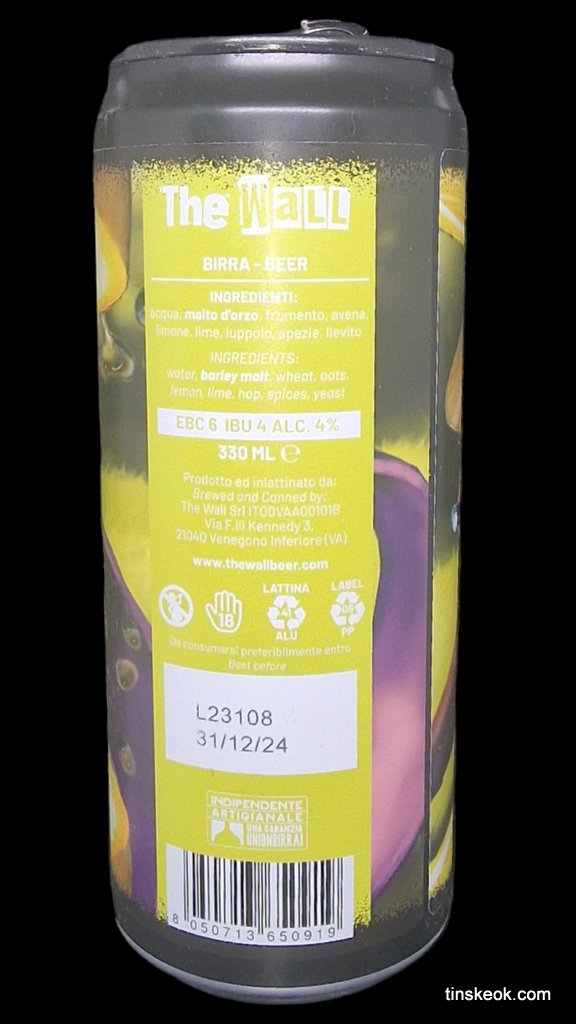 The WaLL
BIRRA - BEER
INGREDIENTI:
acqua, malto d'orzo, frumento, avena,
limone, lime, luppolo, spezie, lievito
INGREDIENTS:
water, barley malt, wheat, oats,
lemon, lime, hop, spices, yeast
EBC 6 IBU 4 ALC. 4%
330 ML ℮
Prodotto ed inlattinato da:
Brewed and Canned by:
The Wall Srl IT00VAA00101B
Via F.lli Kennedy 3,
21040 Venegono Inferiore (VA)
www.thewallbeer.com
LATTINA LABEL
18 41 05
ALU PP
Da consumarsi preferibilmente entro
Best before
L23108
31/12/24
INDIPENDENTE
ARTIGIANALE
UNA GARANZIA
UNIONBIRRAI
8 050713 650919
tinskeok.com